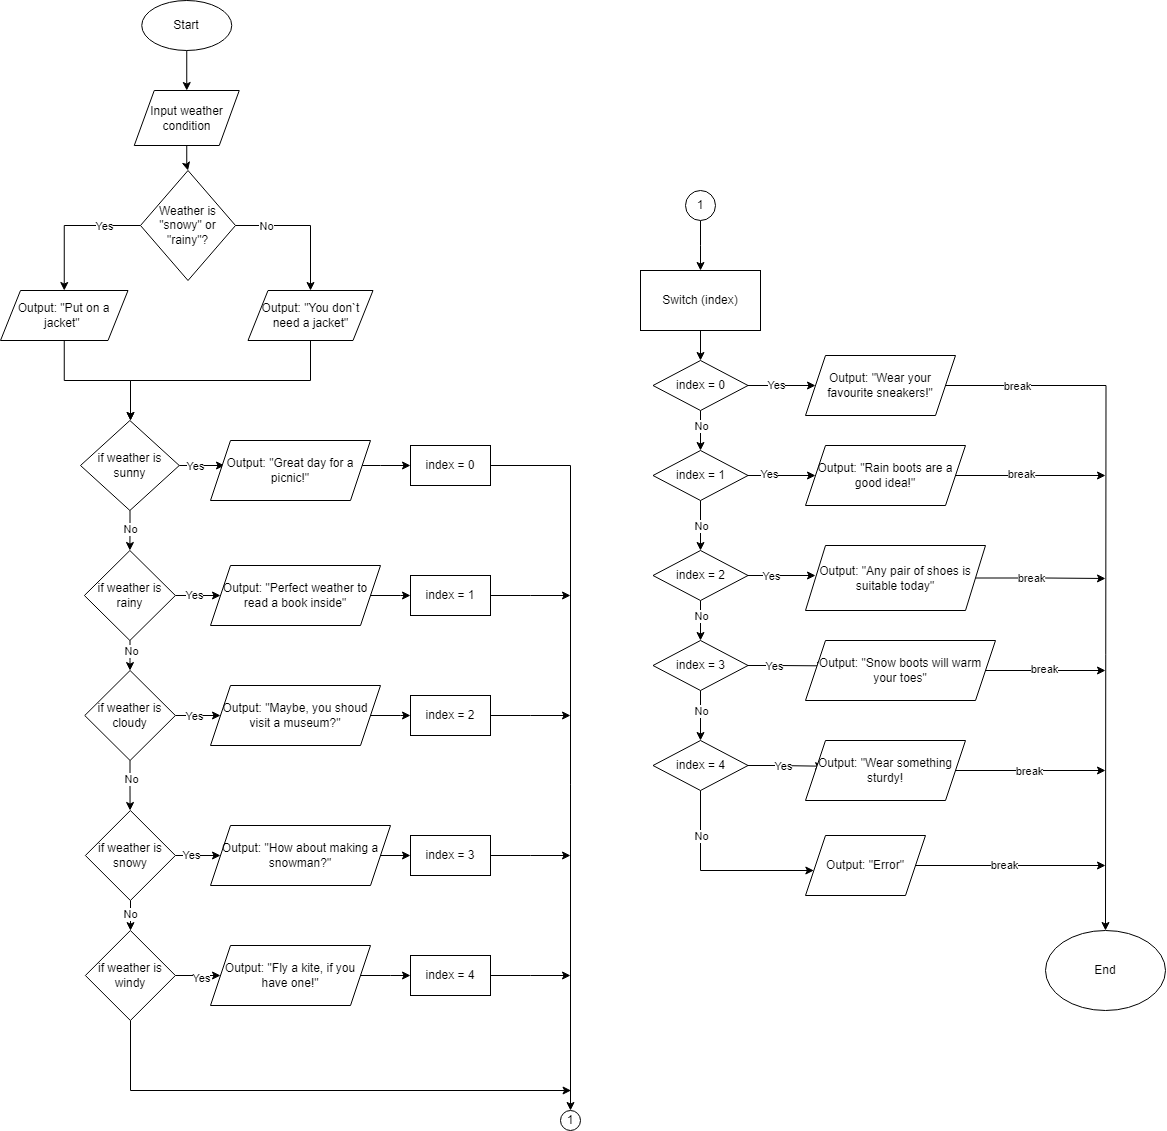 Start
Input weather
condition
Weather is
"snowy" or
"rainy"?
Yes
No
Output: "Put on a
jacket"
Output: "You don`t
need a jacket"
if weather is
sunny
Yes
Output: "Great day for a
picnic!"
index = 0
No
if weather is
rainy
Yes
Output: "Perfect weather to
read a book inside"
index = 1
No
if weather is
cloudy
Yes
Output: "Maybe, you shoud
visit a museum?"
index = 2
No
if weather is
snowy
Yes
Output: "How about making a
snowman?"
index = 3
No
if weather is
windy
Yes
Output: "Fly a kite, if you
have one!"
index = 4
1
1
Switch (index)
index = 0
Yes
Output: "Wear your
favourite sneakers!"
break
No
index = 1
Yes
Output: "Rain boots are a
good idea!"
break
No
index = 2
Yes
Output: "Any pair of shoes is
suitable today"
break
No
index = 3
Yes
Output: "Snow boots will warm
your toes"
break
No
index = 4
Yes
Output: "Wear something
sturdy!
break
No
Output: "Error"
break
End